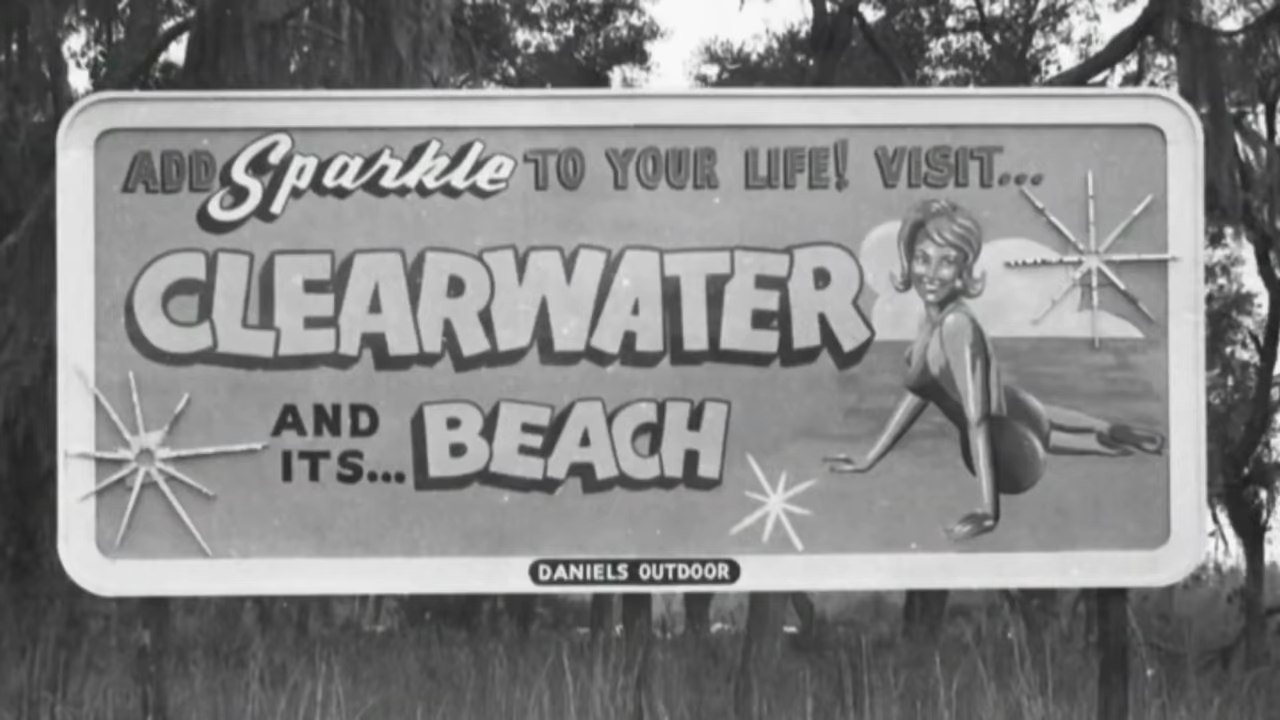 ADD Sparkle TO YOUR LIFE! VISIT...
CLEARWATER
AND
ITS... BEACH
DANIELS OUTDOOR